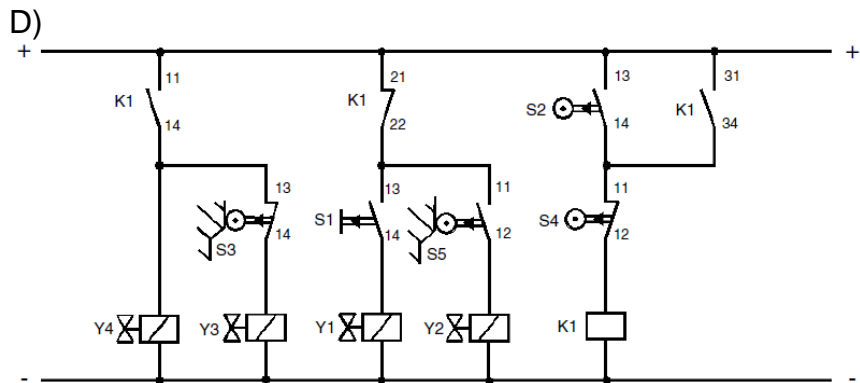 D)
+ +
11 21 13 31
K1 K1 S2 K1
14 22 14 34
13 13 11 11
S3 S1 S5 S4
14 14 12 12
Y4 Y3 Y1 Y2 K1
- -